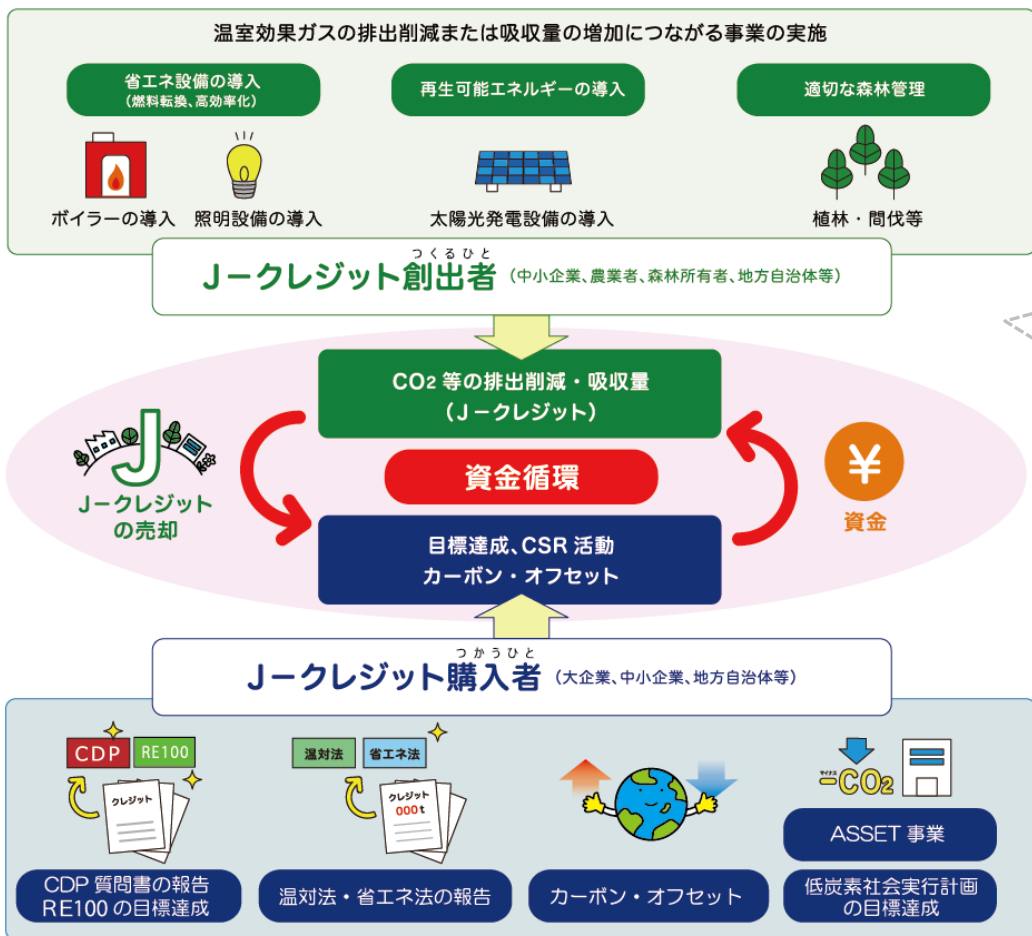 温室効果ガスの排出削減または吸収量の増加につながる事業の実施
省エネ設備の導入
(燃料転換、高効率化)
再生可能エネルギーの導入
適切な森林管理
ボイラーの導入
照明設備の導入
太陽光発電設備の導入
植林・間伐等
つくるひと
J-クレジット創出者(中小企業、農業者、森林所有者、地方自治体等)
CO2 等の排出削減・吸収量
(J-クレジット)
J
J-クレジット
の売却
資金循環
¥
資金
目標達成、CSR 活動
カーボン・オフセット
つかうひと
J-クレジット購入者(大企業、中小企業、地方自治体等)
CDP
RE100
クレジット
温対法
省エネ法
クレジット
000t
マイナス
-CO2
CDP 質問書の報告
RE100 の目標達成
温対法・省エネ法の報告
カーボン・オフセット
ASSET 事業
低炭素社会実行計画
の目標達成